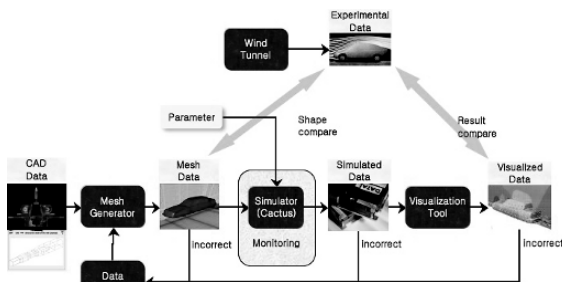 Experimental
Data
Wind
Tunnel
Parameter
Shape
compare
Result
compare
CAD
Data
Mesh
Data
Simulated
Data
Visualized
Data
Mesh
Generator
Simulator
(Cactus)
Visualization
Tool
Monitoring
Incorrect
Incorrect
Incorrect
Data